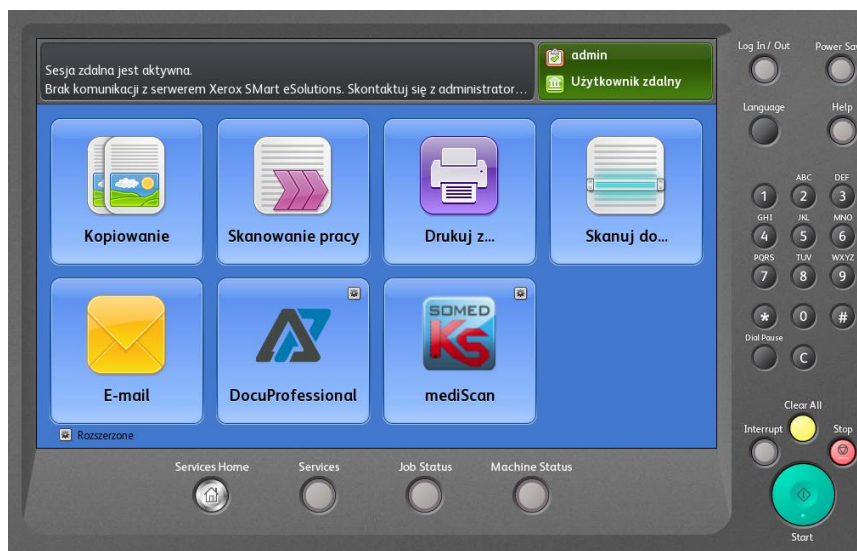 Sesja zdalna jest aktywna.
Brak komunikacji z serwerem Xerox SMart eSolutions. Skontaktuj się z administrator...
admin
Użytkownik zdalny
Kopiowanie
Skanowanie pracy
Drukuj z...
Skanuj do...
E-mail
DocuProfessional
SOMED
KS
mediScan
Rozszerzone
Services Home
Services
Job Status
Machine Status
Log In / Out
Power Sa
Language
Help
1
ABC
2
DEF
3
GHI
4
JKL
5
MNO
6
PQRS
7
TUV
8
WXYZ
9
*
0
#
Dial Pause
C
Clear All
Interrupt
Stop
Start